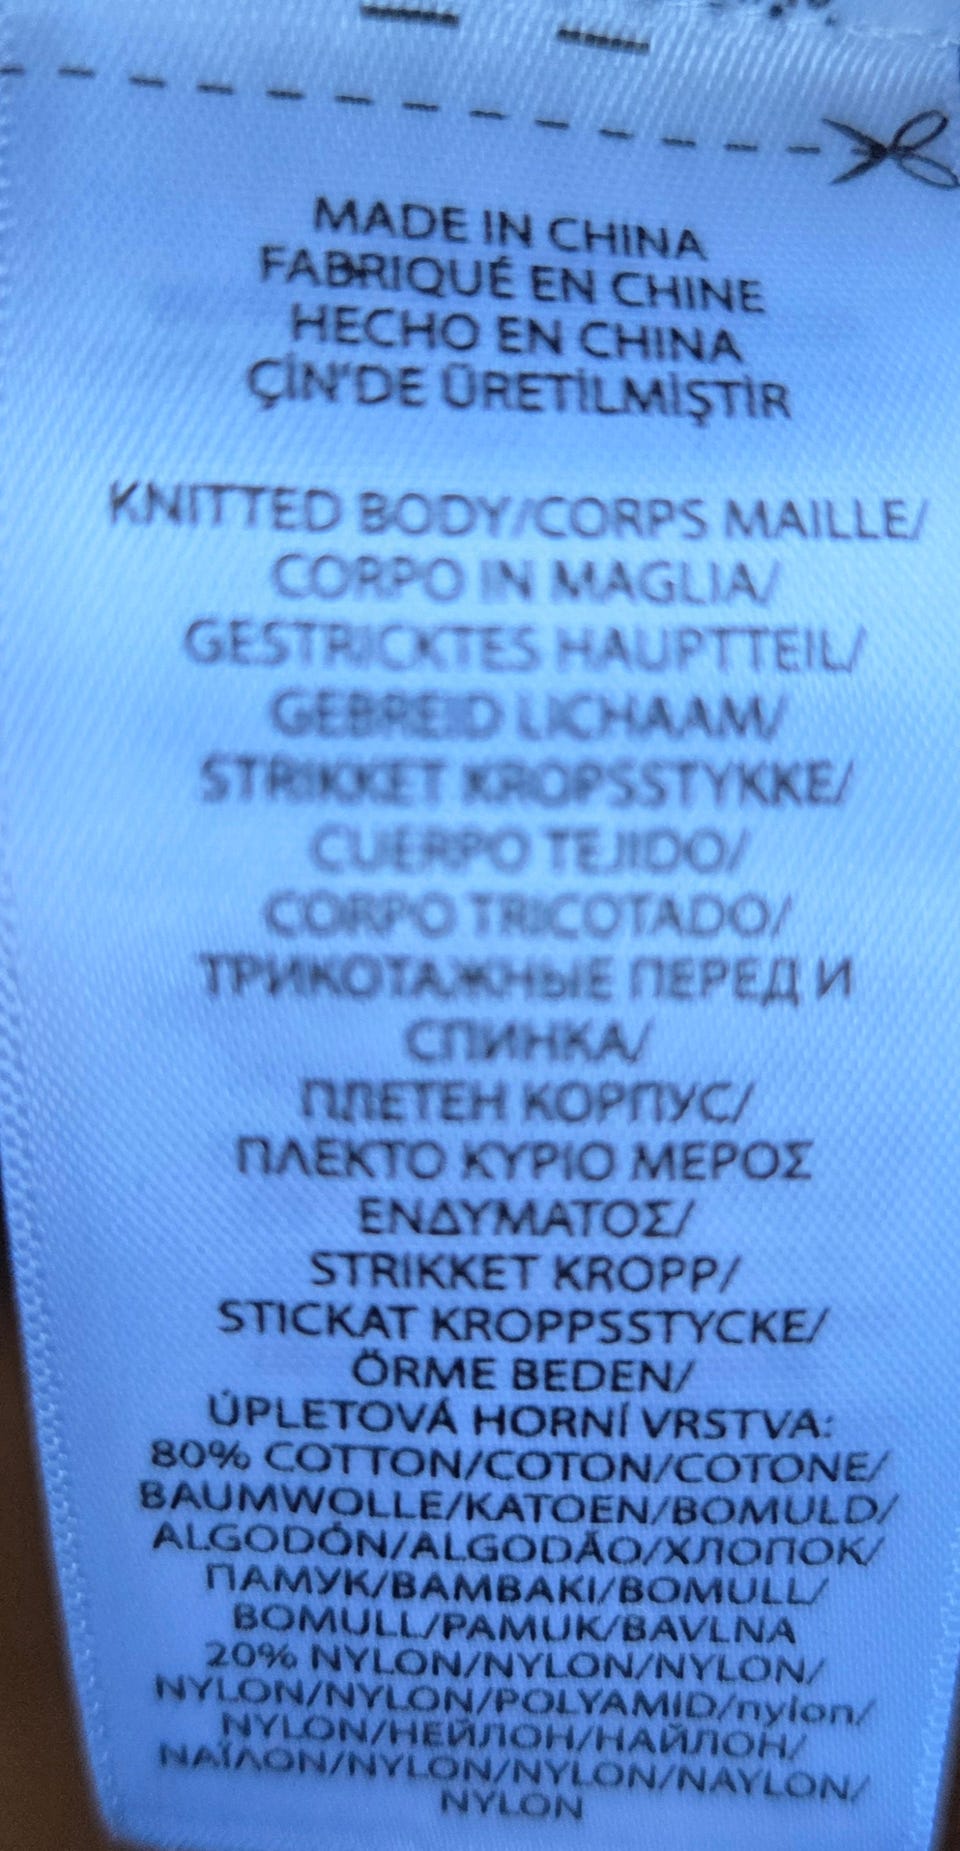 MADE IN CHINA
FABRIQUÉ EN CHINE
HECHO EN CHINA
ÇİN'DE ÜRETİLMİŞTİR
KNITTED BODY/CORPS MAILLE/
CORPO IN MAGLIA/
GESTRICKTES HAUPTTEIL/
GEBREID LICHAAM/
STRIKKET KROPSSTYKKE/
CUERPO TEJIDO/
CORPO TRICOTADO/
ТРИКОТАЖНЫЕ ПЕРЕД И
СПИНКА/
ПЛЕТЕН КОРПУС/
ΠΛΕΚΤΟ ΚΥΡΙΟ ΜΕΡΟΣ
ΕΝΔΥΜΑΤΟΣ/
STRIKKET KROPP/
STICKAT KROPPSSTYCKE/
ÖRME BEDEN/
ÚPLETOVÁ HORNÍ VRSTVA:
80% COTTON/COTON/COTONE/
BAUMWOLLE/KATOEN/BOMULD/
ALGODÓN/ALGODÃO/ХЛОПОК/
ПАМУК/ΒΑΜΒΑΚΙ/BOMULL/
BOMULL/PAMUK/BAVLNA
20% NYLON/NYLON/NYLON/
NYLON/NYLON/POLYAMID/nylon/
NYLON/НЕЙЛОН/НАЙЛОН/
ΝΑΪΛΟΝ/NYLON/NYLON/NAYLON/
NYLON